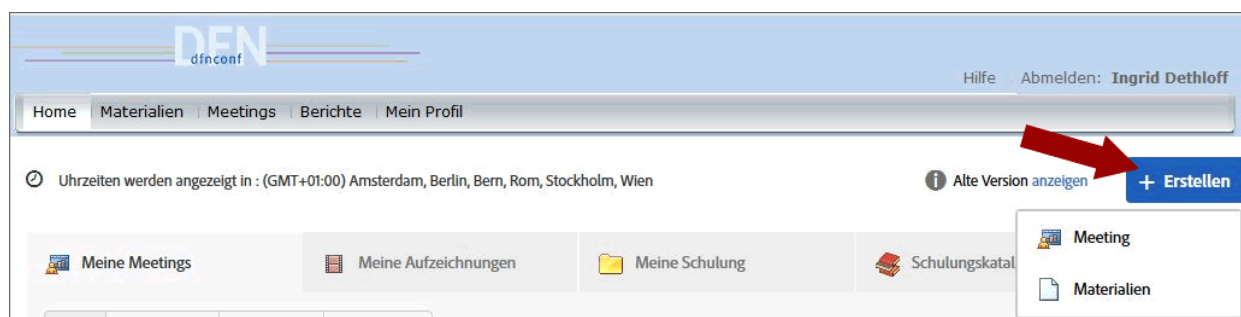 DFN
dfnconf
Hilfe Abmelden: Ingrid Dethloff
Home Materialien Meetings Berichte Mein Profil
Uhrzeiten werden angezeigt in : (GMT+01:00) Amsterdam, Berlin, Bern, Rom, Stockholm, Wien
Alte Version anzeigen
+ Erstellen
Meine Meetings
Meine Aufzeichnungen
Meine Schulung
Schulungskatal
Meeting
Materialien